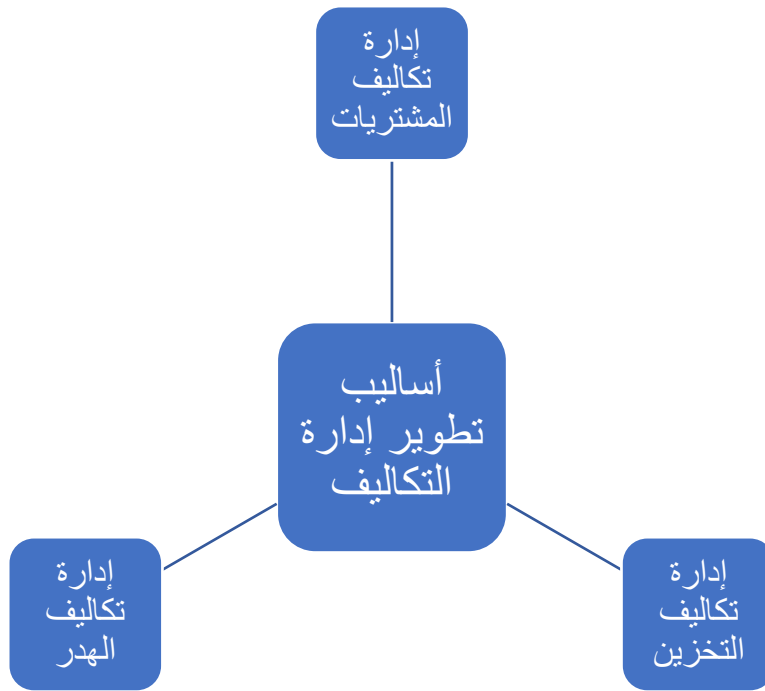 إدارة
تكاليف
المشتريات
أساليب
تطوير إدارة
التكاليف
إدارة
تكاليف
التخزين
إدارة
تكاليف
الهدر